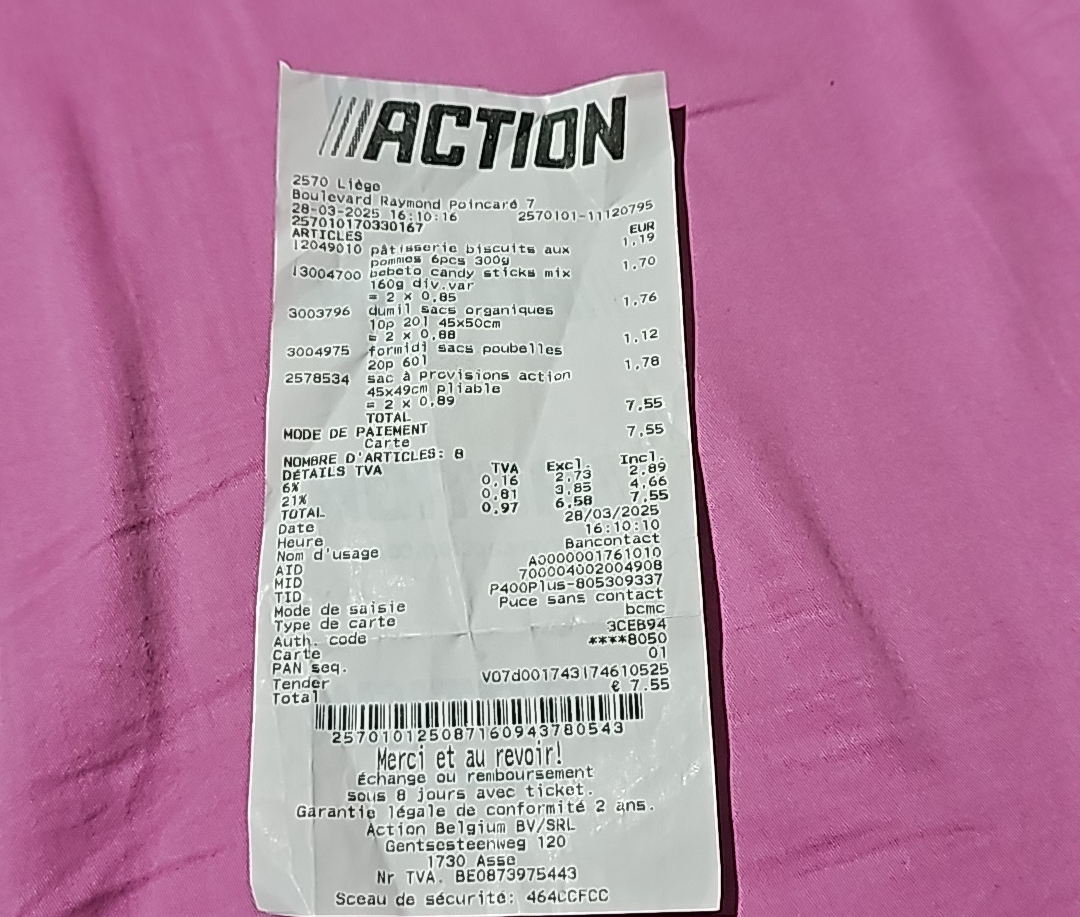 ///ACTION
2570 Liège
Boulevard Raymond Poincaré 7
28-03-2025 16:10:16 2570101-11120795
257010170330167
ARTICLES EUR
12049010 pâtisserie biscuits aux 1,19
pommes 6pcs 300g
13004700 bebeto candy sticks mix 1,70
160g div.var
= 2 x 0,85
3003796 dumil sacs organiques 1,76
10p 20l 45x50cm
= 2 x 0,88
3004975 formidi sacs poubelles 1,12
20p 60l
2578534 sac à provisions action 1,78
45x49cm pliable
= 2 x 0,89
TOTAL 7,55
MODE DE PAIEMENT
Carte 7,55
NOMBRE D'ARTICLES: 8
DÉTAILS TVA TVA Excl. Incl.
6% 0,16 2,73 2,89
21% 0,81 3,85 4,66
TOTAL 0,97 6,58 7,55
Date 28/03/2025
Heure 16:10:10
Nom d'usage Bancontact
AID A0000001761010
MID 700004002004908
TID P400Plus-805309337
Mode de saisie Puce sans contact
Type de carte bcmc
Auth. code 3CEB94
Carte ****8050
PAN seq. 01
Tender V07d001743174610525
Total € 7.55
257010125087160943780543
Merci et au revoir!
Échange ou remboursement
sous 8 jours avec ticket.
Garantie légale de conformité 2 ans.
Action Belgium BV/SRL
Gentsesteenweg 120
1730 Asse
Nr TVA. BE0873975443
Sceau de sécurité: 464CCFCC